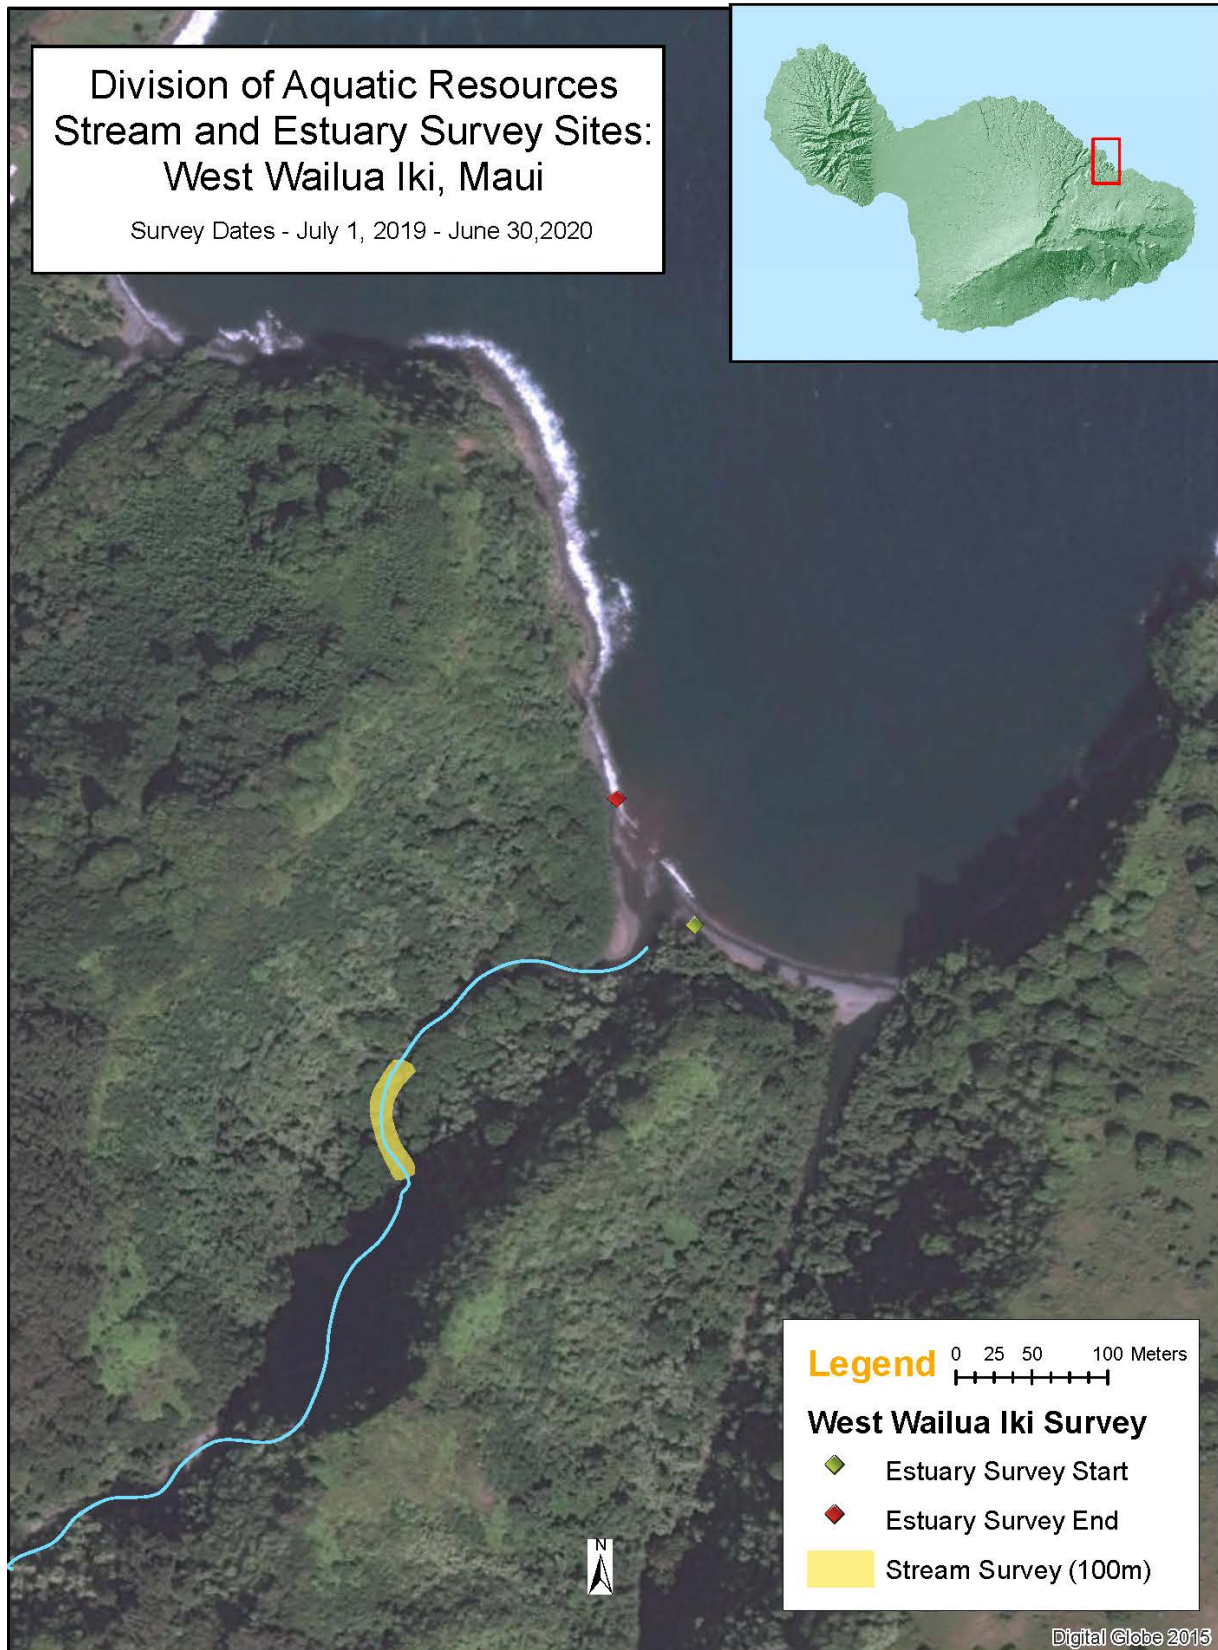 Division of Aquatic Resources
Stream and Estuary Survey Sites:
West Wailua Iki, Maui
Survey Dates - July 1, 2019 - June 30,2020
Legend
0 25 50 100 Meters
West Wailua Iki Survey
Estuary Survey Start
Estuary Survey End
Stream Survey (100m)
N
Digital Globe 2015